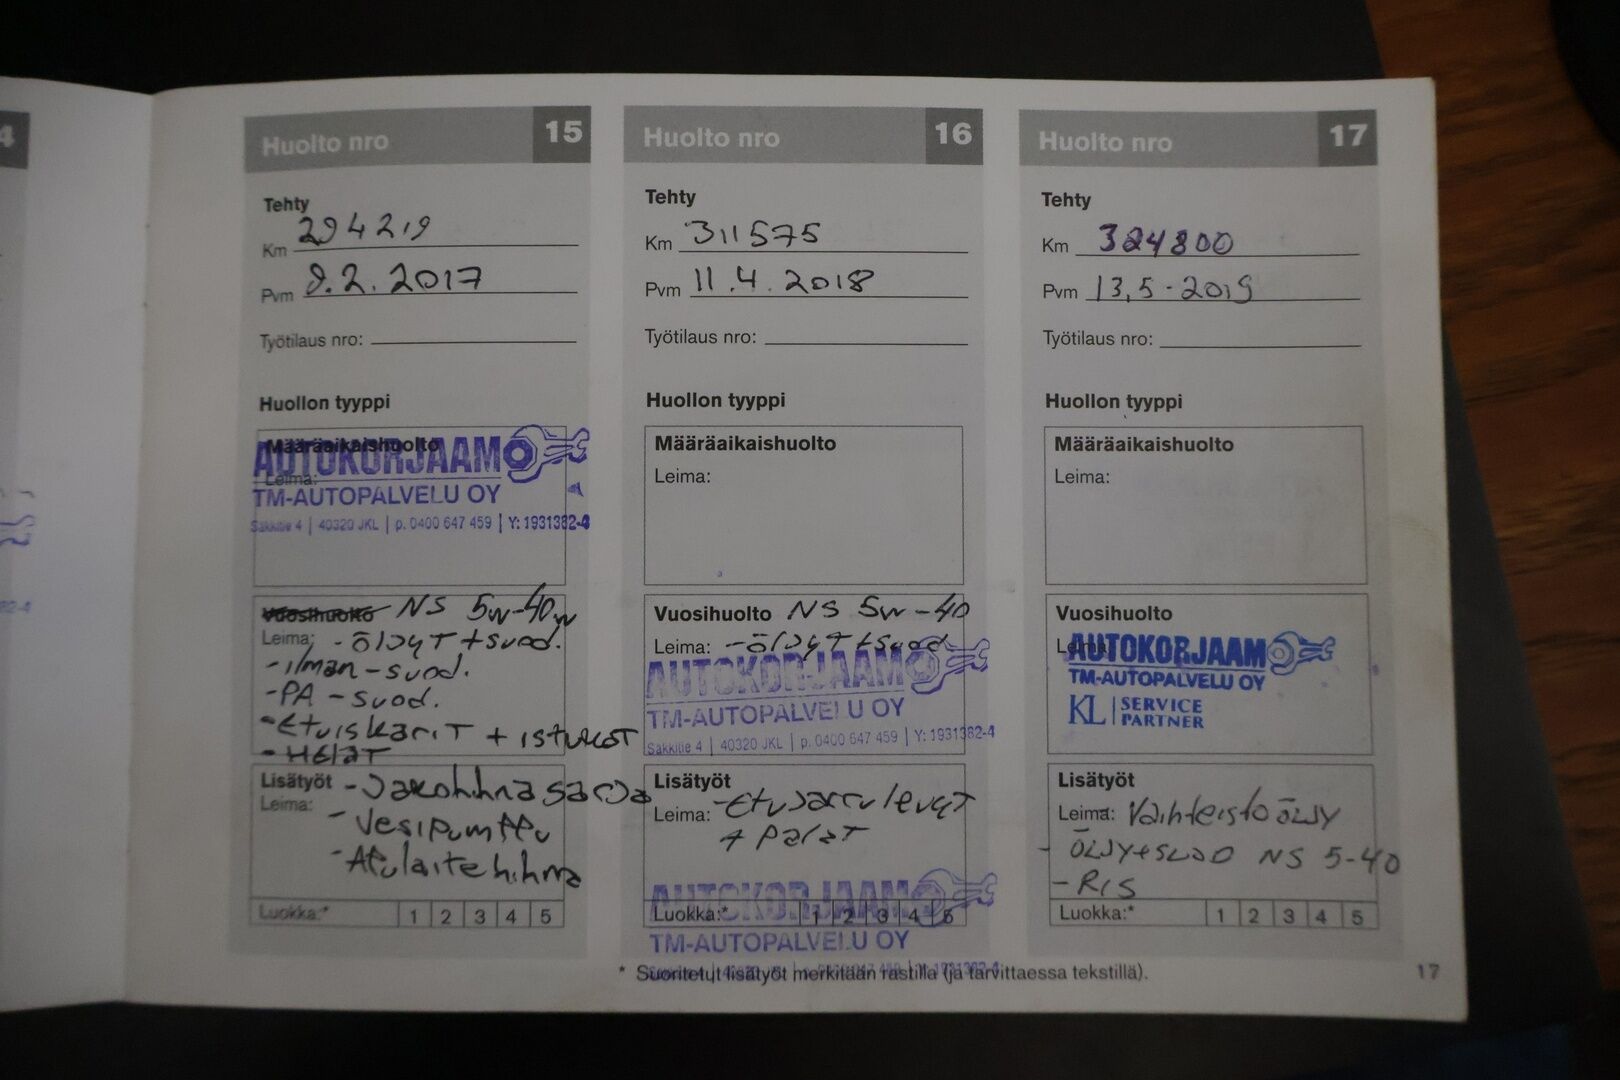 4
Huolto nro 15
Tehty
Km 294219
Pvm 8.2.2017
Työtilaus nro:
Huollon tyyppi
Määräaikaishuolto
Leima:
AUTOKORJAAMO
TM-AUTOPALVELU OY
Säkkitie 4 | 40320 JKL | p. 0400 647 459 | Y: 1931382-4
Vuosihuolto NS 5w-40w
Leima: -öljyt+suod.
-ilman-suod.
-PA-suod.
-Etuiskarit + istukat
-Helat
Lisätyöt -Jakohihnasarja
Leima: -Vesipumppu
-Apulaitehihna
Luokka:* 1 2 3 4 5
Huolto nro 16
Tehty
Km 311575
Pvm 11.4.2018
Työtilaus nro:
Huollon tyyppi
Määräaikaishuolto
Leima:
Vuosihuolto NS 5w-40
Leima: -öljyt+suod
AUTOKORJAAMO
TM-AUTOPALVELU OY
Säkkitie 4 | 40320 JKL | p. 0400 647 459 | Y: 1931382-4
Lisätyöt
Leima: -Etujarrulevyt
+ palat
AUTOKORJAAMO
Luokka:* 1 2 3 4 5
TM-AUTOPALVELU OY
Huolto nro 17
Tehty
Km 324800
Pvm 13.5-2019
Työtilaus nro:
Huollon tyyppi
Määräaikaishuolto
Leima:
Vuosihuolto
Leima:
AUTOKORJAAMO
TM-AUTOPALVELU OY
KL SERVICE
PARTNER
Lisätyöt
Leima: Vaihteistoöljy
- öljy+suod NS 5-40
- RIS
Luokka:* 1 2 3 4 5
* Suoritetut lisätyöt merkitään rastilla (ja tarvittaessa tekstillä).
17